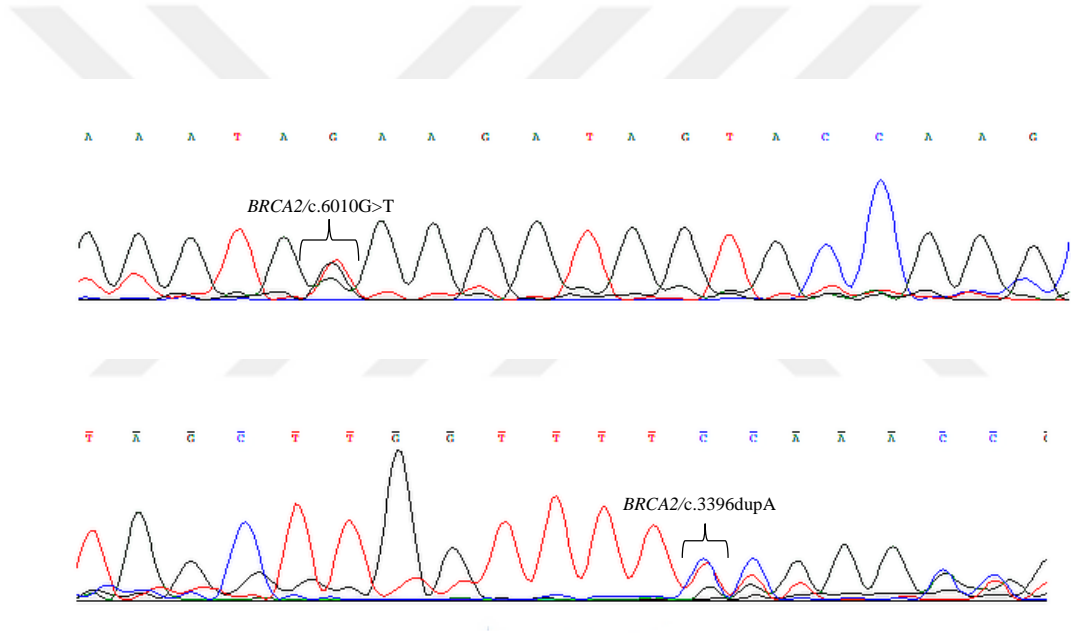 A A A T A G A A G A T A G T A C C A A G
BRCA2/c.6010G>T
T A G C T T G G T T T T C C A A A C C
BRCA2/c.3396dupA